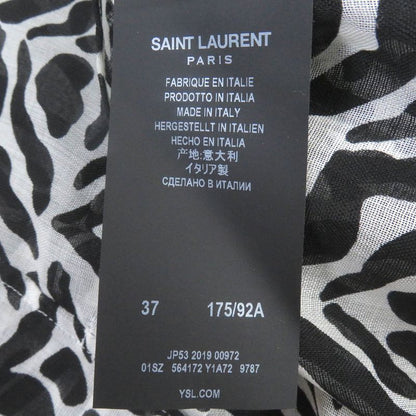 SAINT LAURENT
PARIS
FABRIQUE EN ITALIE
PRODOTTO IN ITALIA
MADE IN ITALY
HERGESTELLT IN ITALIEN
HECHO EN ITALIA
产地:意大利
イタリア製
СДЕЛАНО В ИТАЛИИ
37 175/92A
JP53 2019 00972
01SZ 564172 Y1A72 9787
YSL.COM